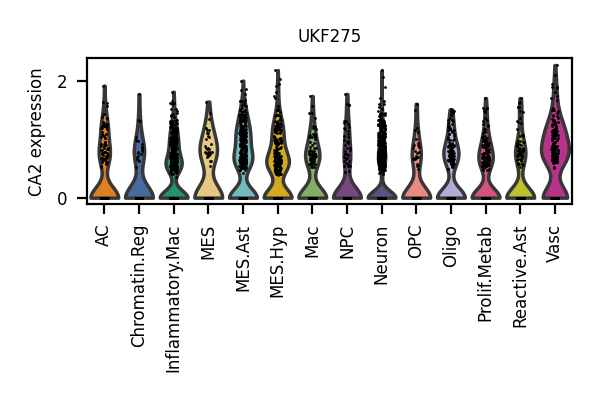 UKF275
CA2 expression
2
0
AC
Chromatin.Reg
Inflammatory.Mac
MES
MES.Ast
MES.Hyp
Mac
NPC
Neuron
OPC
Oligo
Prolif.Metab
Reactive.Ast
Vasc